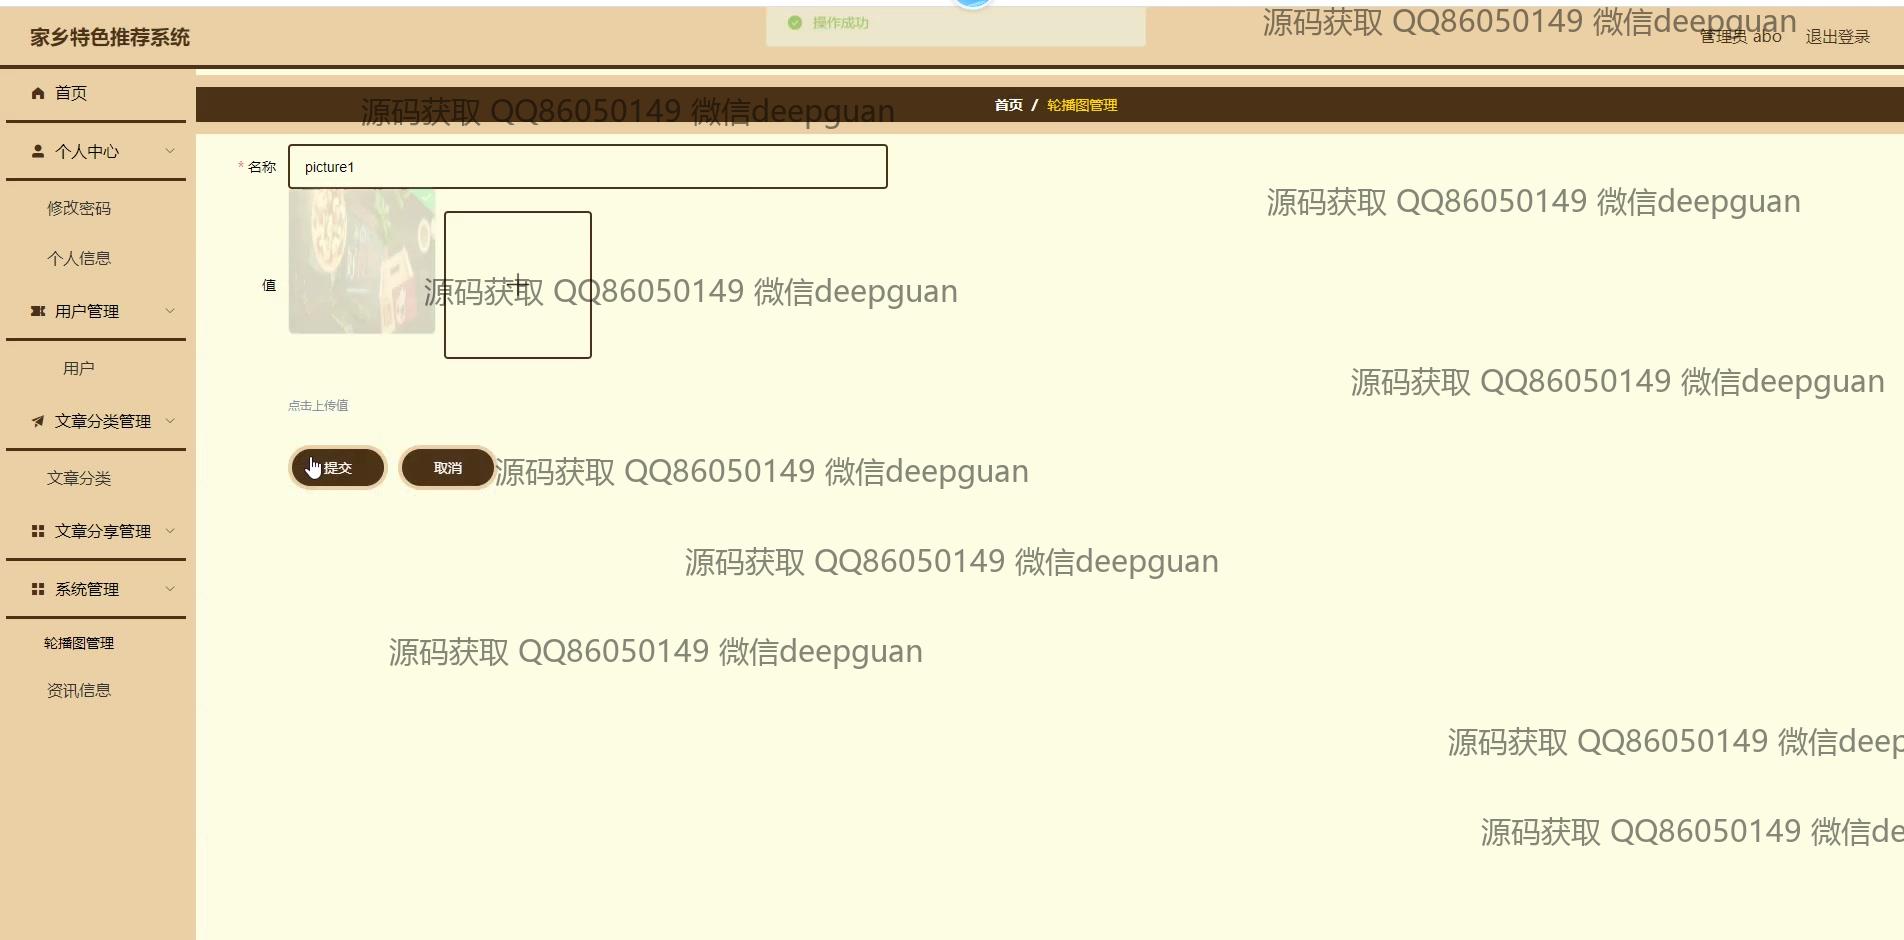 操作成功
源码获取 QQ86050149 微信deepguan
家乡特色推荐系统
管理员 abo
退出登录
首页
首页 / 轮播图管理
源码获取 QQ86050149 微信deepguan
个人中心
* 名称
picture1
修改密码
源码获取 QQ86050149 微信deepguan
个人信息
值
源码获取 QQ86050149 微信deepguan
用户管理
用户
源码获取 QQ86050149 微信deepguan
点击上传值
文章分类管理
提交
取消
源码获取 QQ86050149 微信deepguan
文章分类
文章分享管理
源码获取 QQ86050149 微信deepguan
系统管理
轮播图管理
源码获取 QQ86050149 微信deepguan
资讯信息
源码获取 QQ86050149 微信deep
源码获取 QQ86050149 微信de